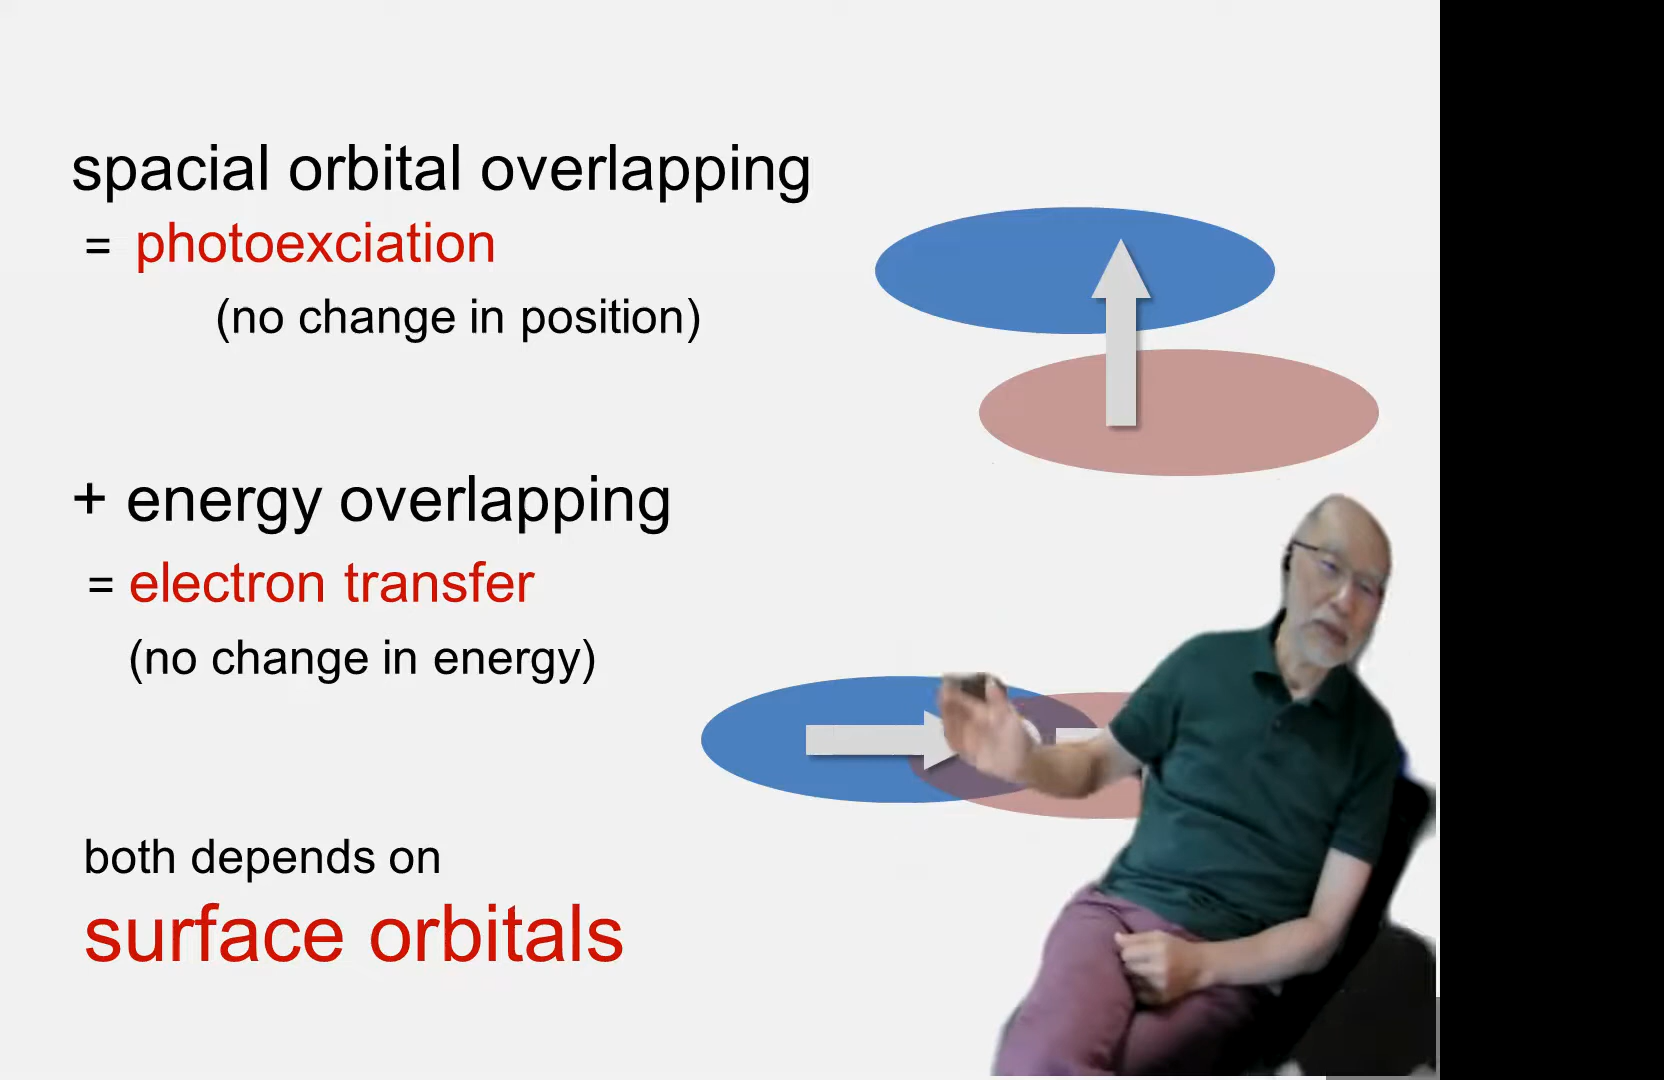 spacial orbital overlapping
= photoexciation
(no change in position)
+ energy overlapping
= electron transfer
(no change in energy)
both depends on
surface orbitals